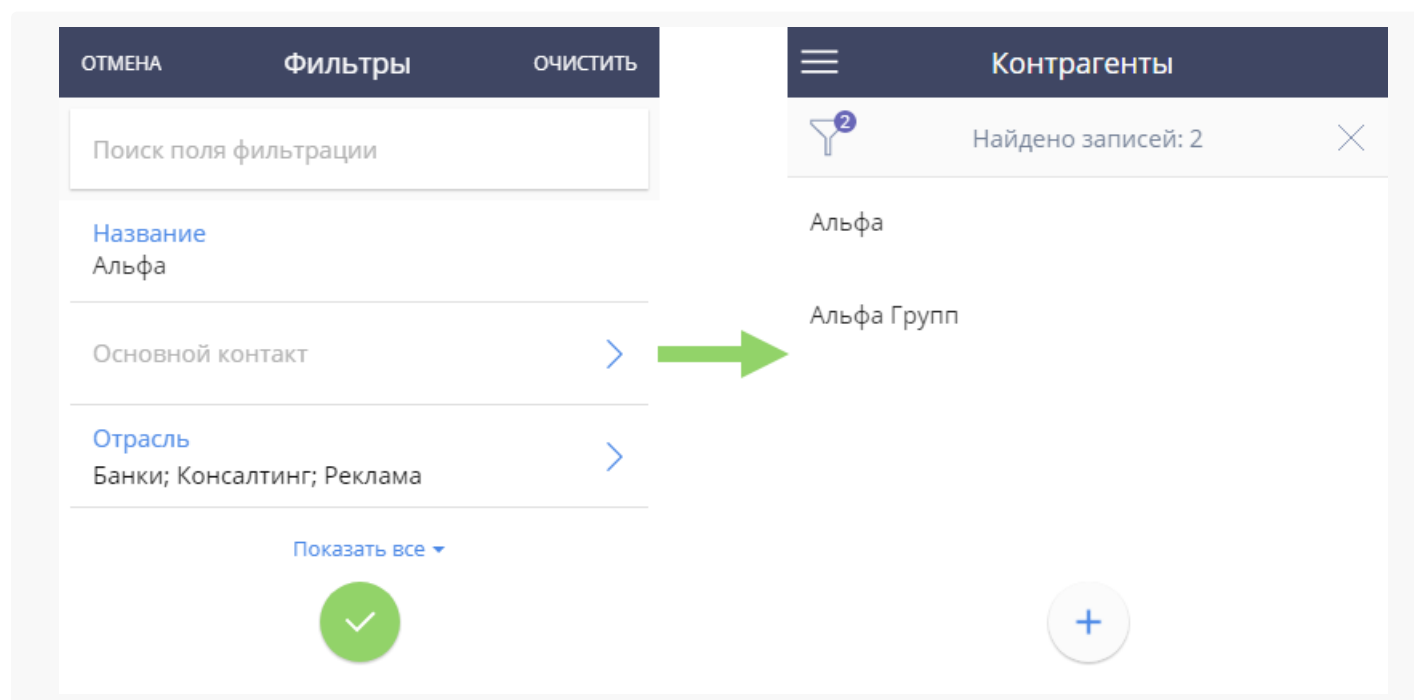 ОТМЕНА Фильтры ОЧИСТИТЬ
Поиск поля фильтрации
Название
Альфа
Основной контакт
Отрасль
Банки; Консалтинг; Реклама
Показать все
Контрагенты
2
Найдено записей: 2
Альфа
Альфа Групп